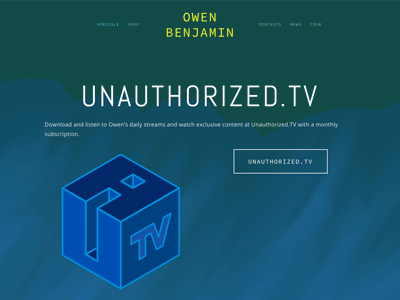 OWEN
BENJAMIN
SPECIALS SHOP
PODCASTS NEWS TOUR
UNAUTHORIZED.TV
Download and listen to Owen's daily streams and watch exclusive content at Unauthorized.TV with a monthly
subscription.
UNAUTHORIZED.TV
TV